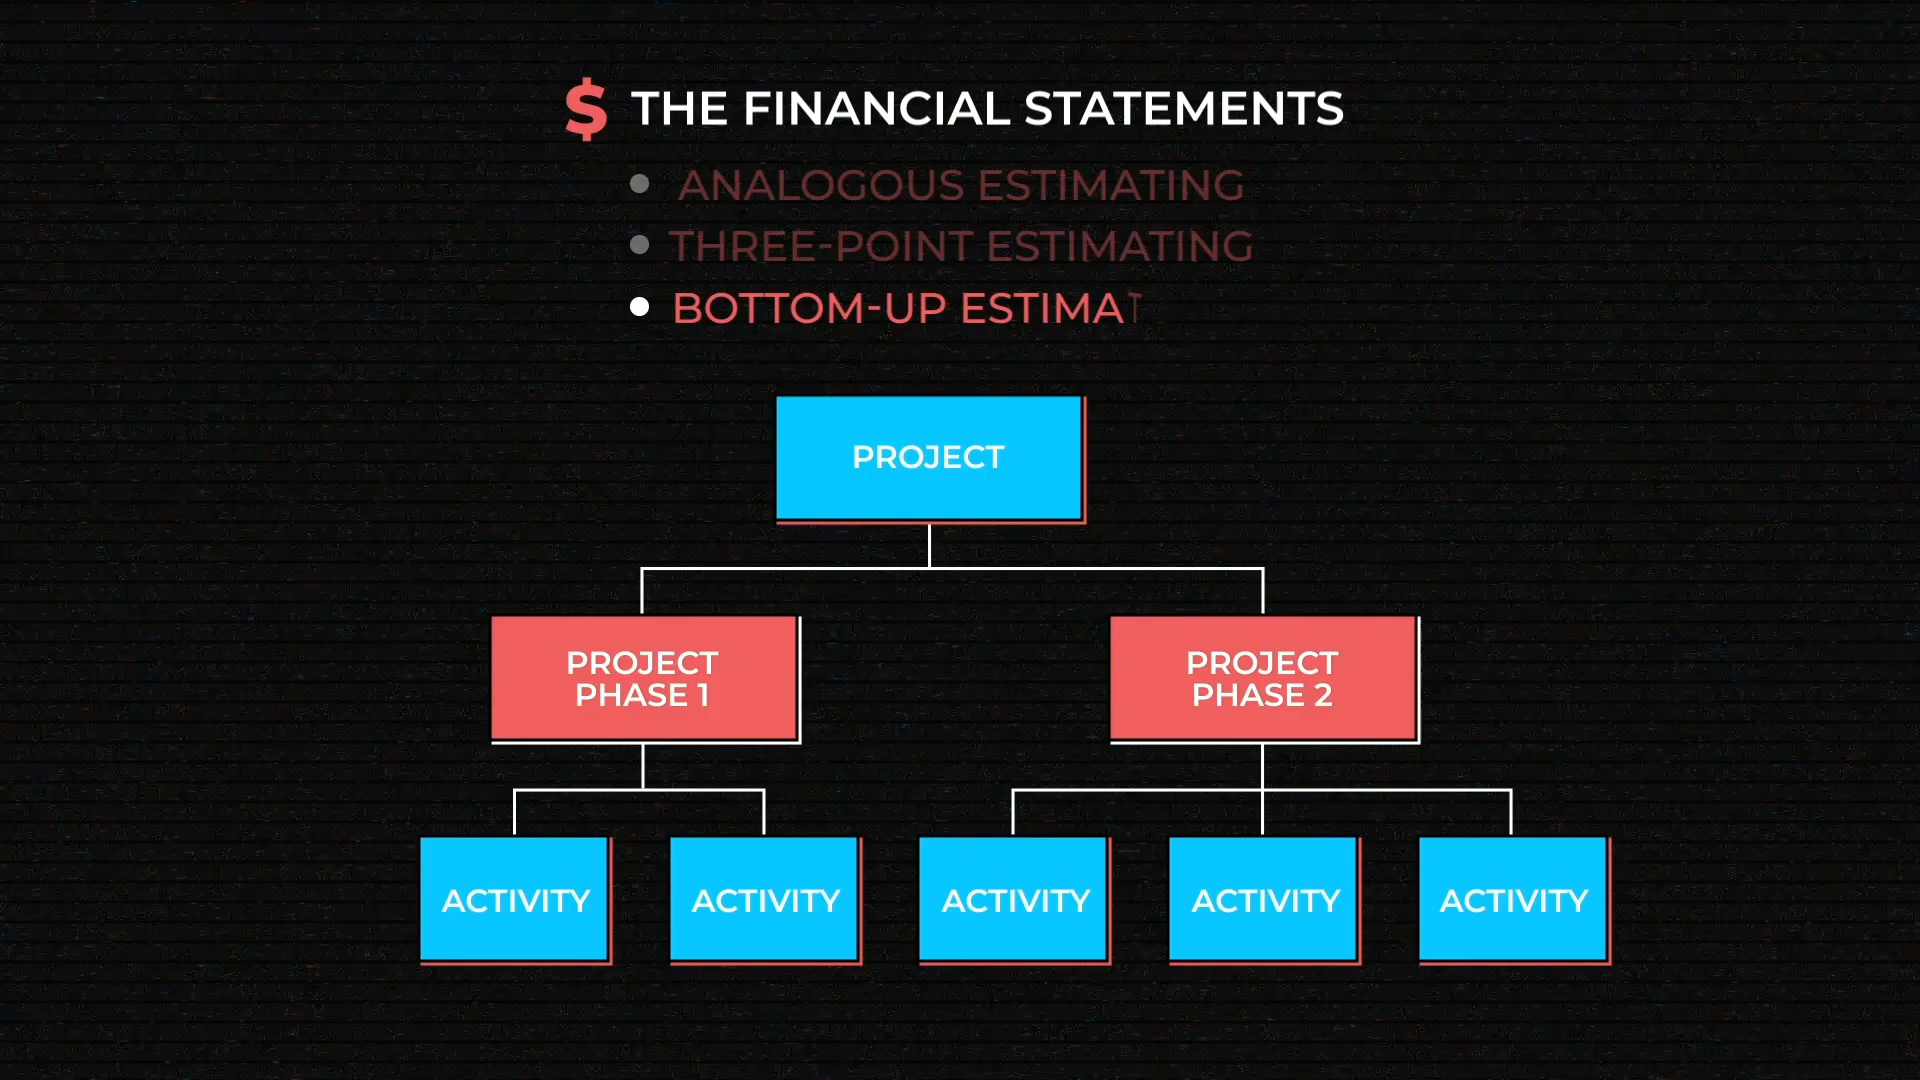 $ THE FINANCIAL STATEMENTS
ANALOGOUS ESTIMATING
THREE-POINT ESTIMATING
BOTTOM-UP ESTIMAT
PROJECT
PROJECT
PHASE 1
PROJECT
PHASE 2
ACTIVITY ACTIVITY ACTIVITY ACTIVITY ACTIVITY